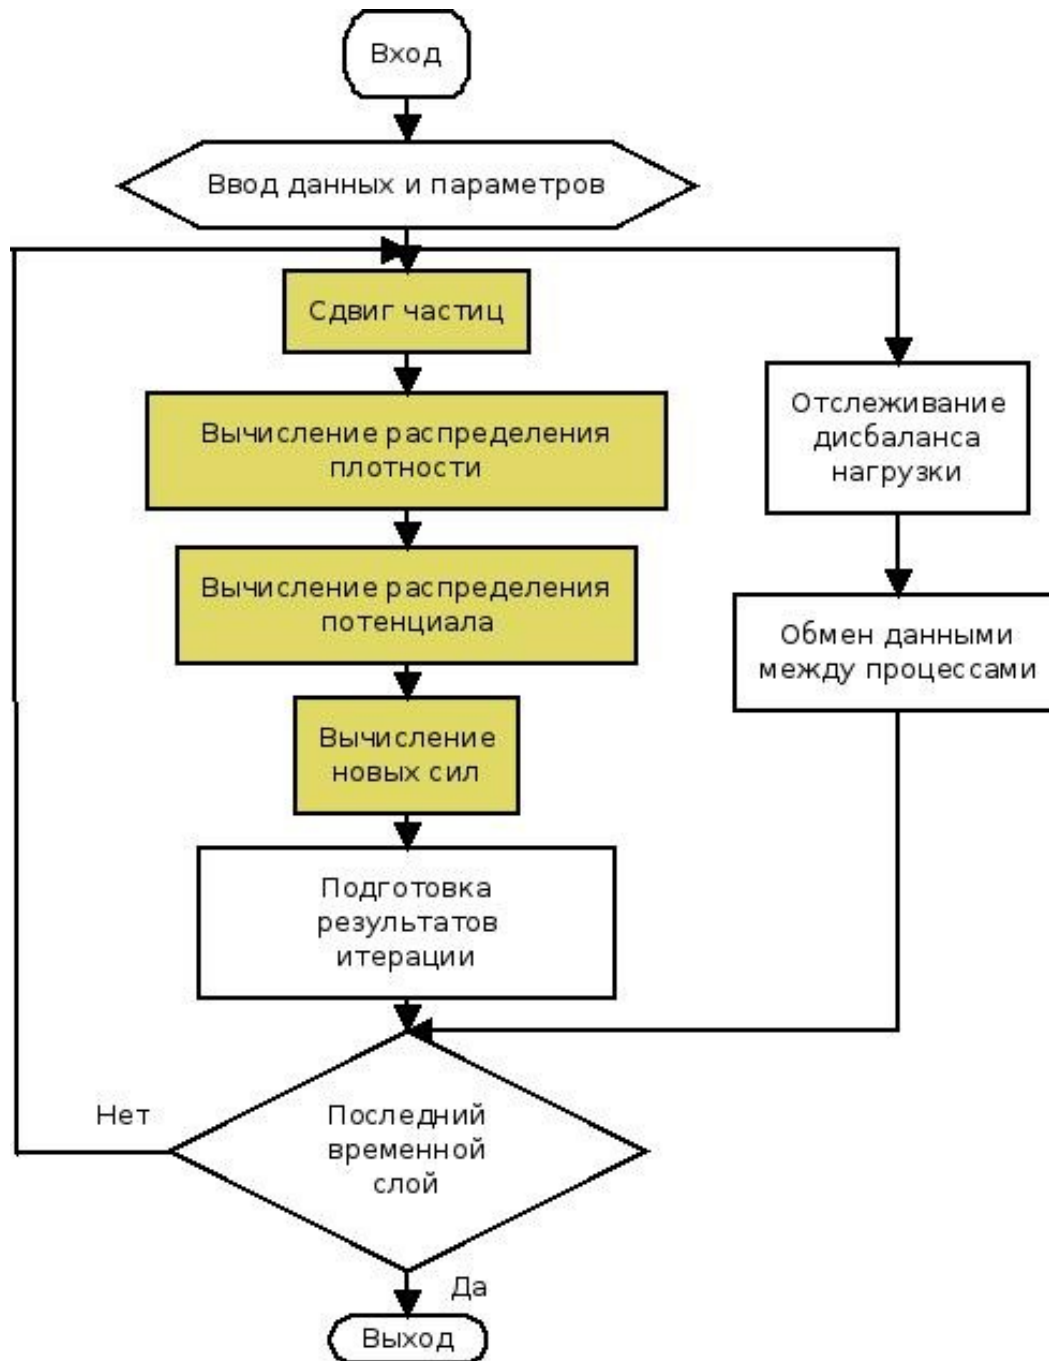 Вход
Ввод данных и параметров
Сдвиг частиц
Вычисление распределения
плотности
Вычисление распределения
потенциала
Вычисление
новых сил
Подготовка
результатов
итерации
Отслеживание
дисбаланса
нагрузки
Обмен данными
между процессами
Последний
временной
слой
Нет
Да
Выход